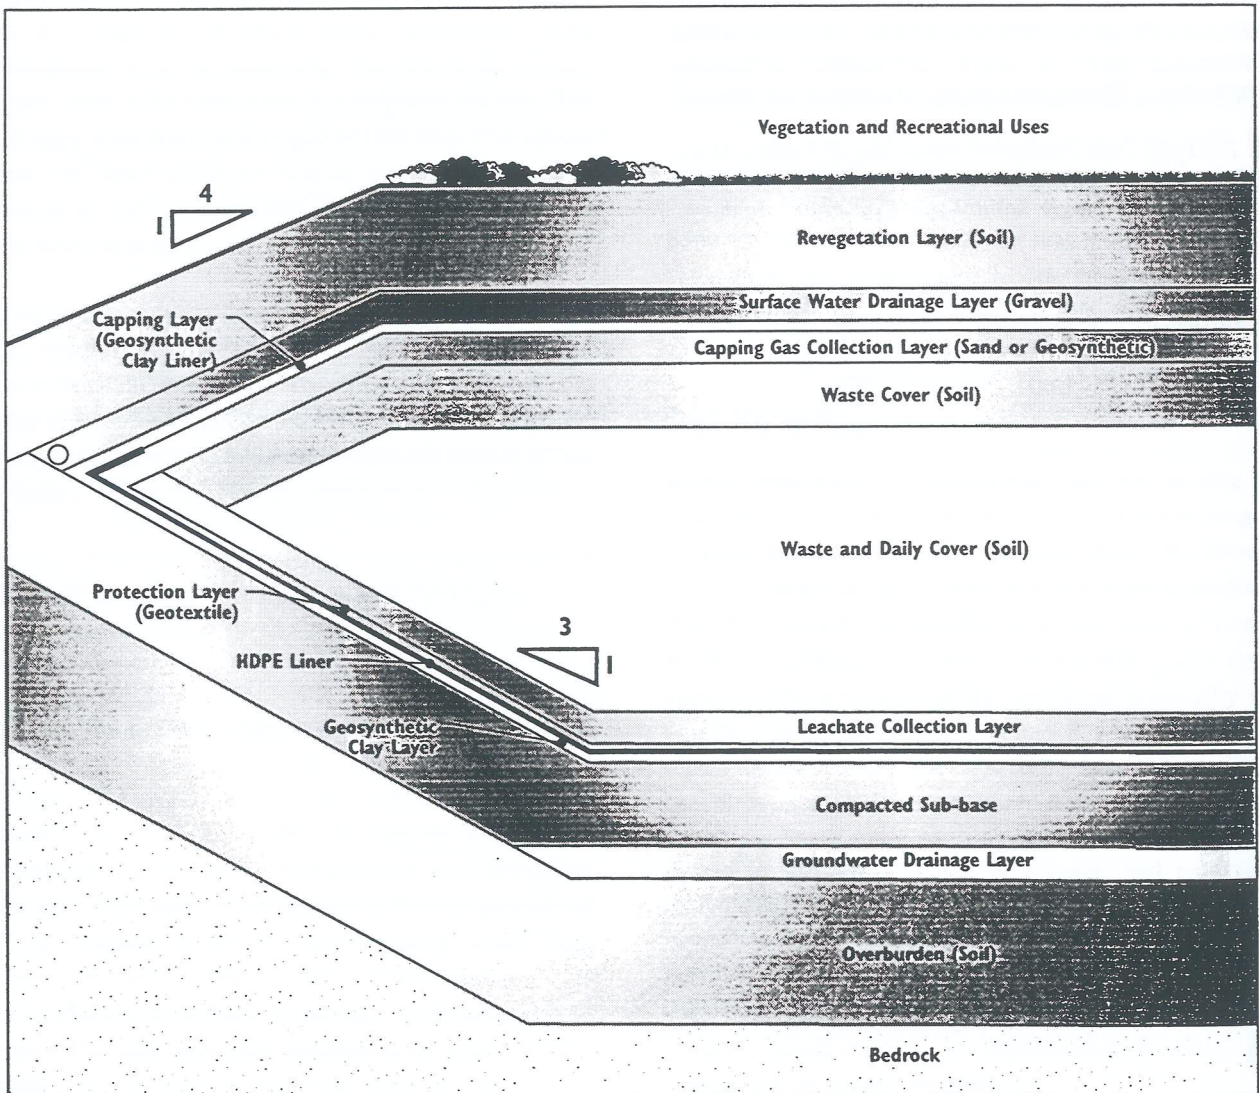 Vegetation and Recreational Uses
4
1
Revegetation Layer (Soil)
Surface Water Drainage Layer (Gravel)
Capping Layer
(Geosynthetic
Clay Liner)
Capping Gas Collection Layer (Sand or Geosynthetic)
Waste Cover (Soil)
Waste and Daily Cover (Soil)
Protection Layer
(Geotextile)
3
1
HDPE Liner
Geosynthetic
Clay Layer
Leachate Collection Layer
Compacted Sub-base
Groundwater Drainage Layer
Overburden (Soil)
Bedrock